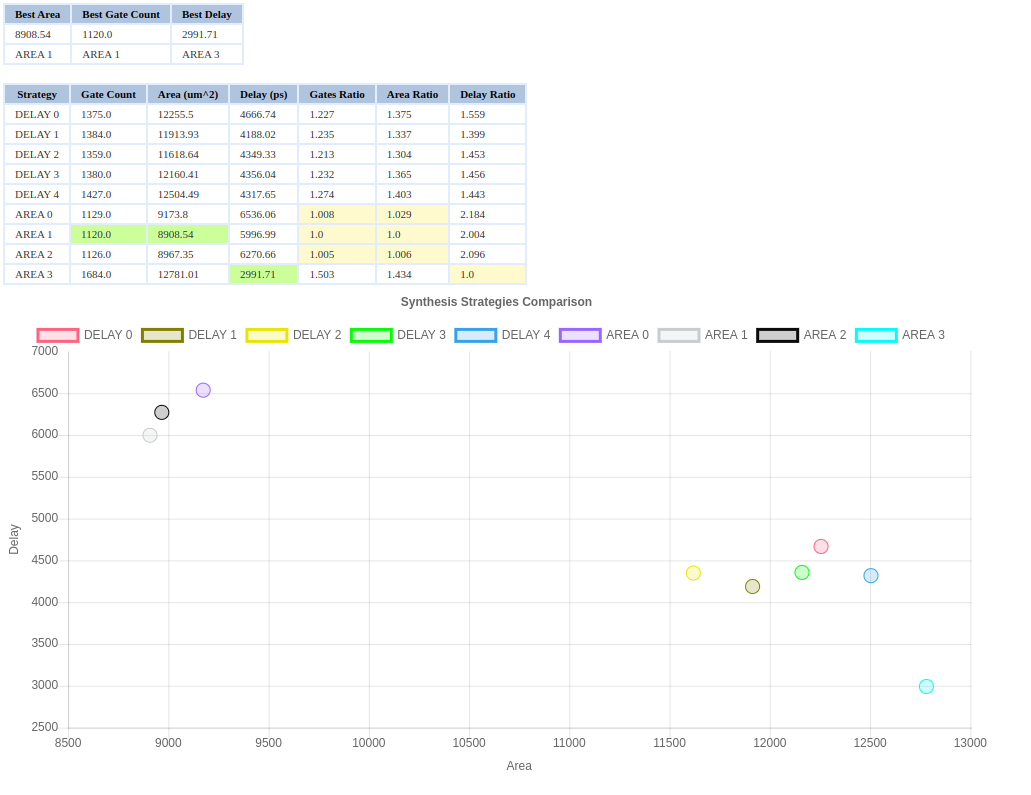 Best Area Best Gate Count Best Delay
8908.54 1120.0 2991.71
AREA 1 AREA 1 AREA 3
Strategy Gate Count Area (um^2) Delay (ps) Gates Ratio Area Ratio Delay Ratio
DELAY 0 1375.0 12255.5 4666.74 1.227 1.375 1.559
DELAY 1 1384.0 11913.93 4188.02 1.235 1.337 1.399
DELAY 2 1359.0 11618.64 4349.33 1.213 1.304 1.453
DELAY 3 1380.0 12160.41 4356.04 1.232 1.365 1.456
DELAY 4 1427.0 12504.49 4317.65 1.274 1.403 1.443
AREA 0 1129.0 9173.8 6536.06 1.008 1.029 2.184
AREA 1 1120.0 8908.54 5996.99 1.0 1.0 2.004
AREA 2 1126.0 8967.35 6270.66 1.005 1.006 2.096
AREA 3 1684.0 12781.01 2991.71 1.503 1.434 1.0
Synthesis Strategies Comparison
DELAY 0 DELAY 1 DELAY 2 DELAY 3 DELAY 4 AREA 0 AREA 1 AREA 2 AREA 3
7000
6500
6000
5500
5000
4500
4000
3500
3000
2500
Delay
8500 9000 9500 10000 10500 11000 11500 12000 12500 13000
Area